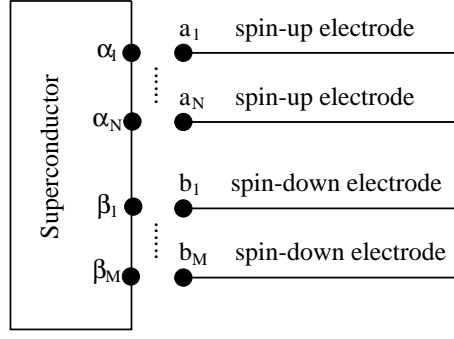 Superconductor
α1 a1 spin-up electrode
αN aN spin-up electrode
β1 b1 spin-down electrode
βM bM spin-down electrode